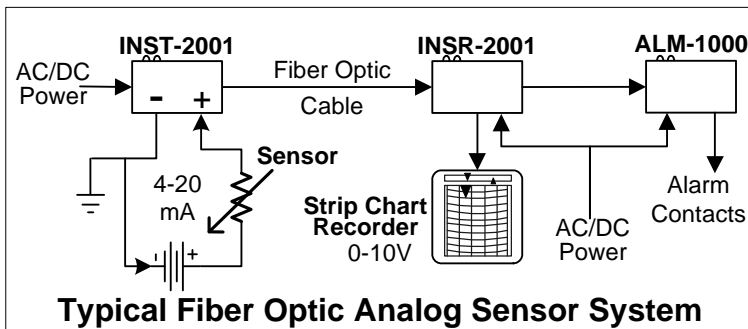 INST-2001
INSR-2001
ALM-1000
AC/DC
Power
- +
Fiber Optic
Cable
Sensor
4-20
mA
- +
Strip Chart
Recorder
0-10V
AC/DC
Power
Alarm
Contacts
Typical Fiber Optic Analog Sensor System